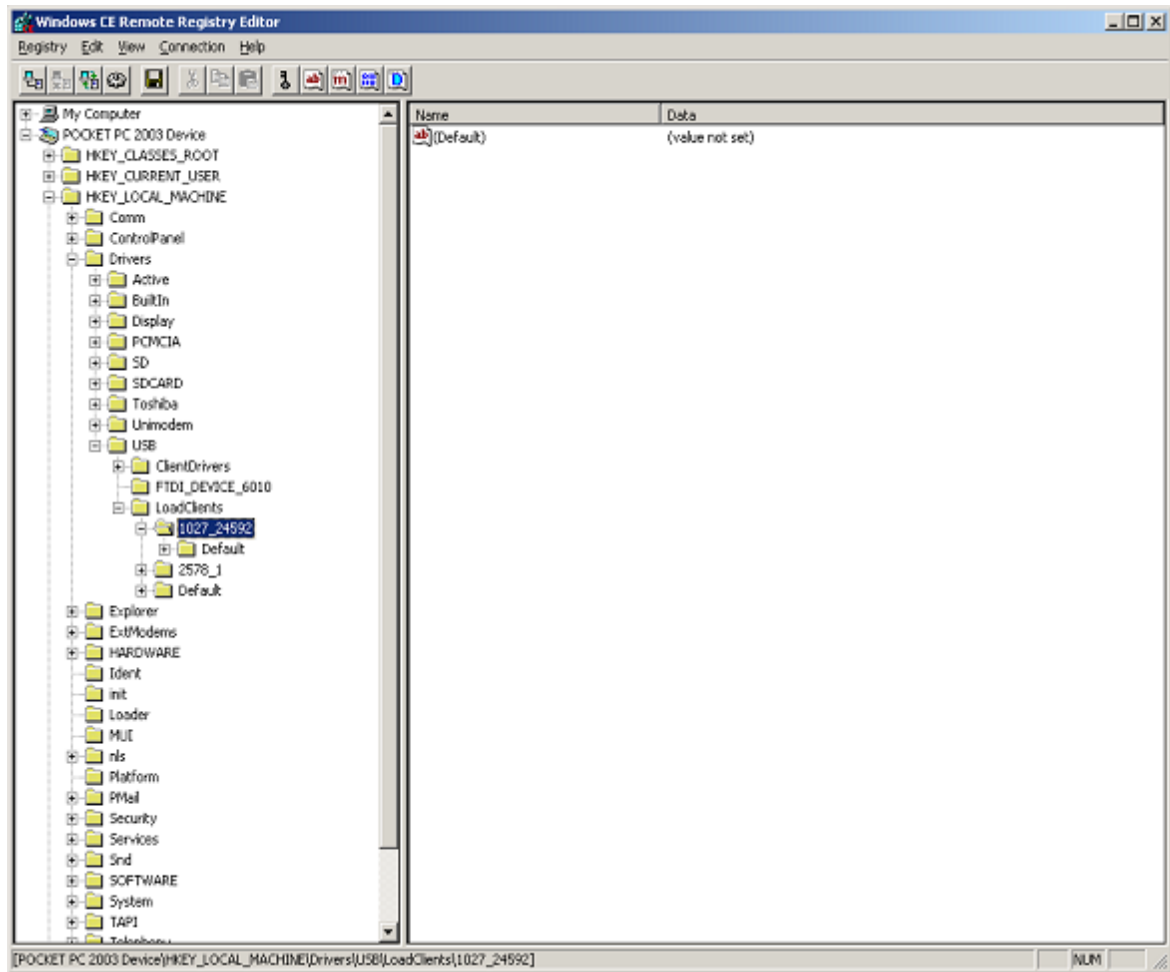 Windows CE Remote Registry Editor
Registry Edit View Connection Help
My Computer
POCKET PC 2003 Device
HKEY_CLASSES_ROOT
HKEY_CURRENT_USER
HKEY_LOCAL_MACHINE
Comm
ControlPanel
Drivers
Active
BuiltIn
Display
PCMCIA
SD
SDCARD
Toshiba
Unimodem
USB
ClientDrivers
FTDI_DEVICE_6010
LoadClients
1027_24592
Default
2578_1
Default
Explorer
ExtModems
HARDWARE
Ident
init
Loader
MUI
nls
Platform
PMail
Security
Services
Snd
SOFTWARE
System
TAPI
Telephony
Name Data
(Default) (value not set)
[POCKET PC 2003 Device\HKEY_LOCAL_MACHINE\Drivers\USB\LoadClients\1027_24592] NUM